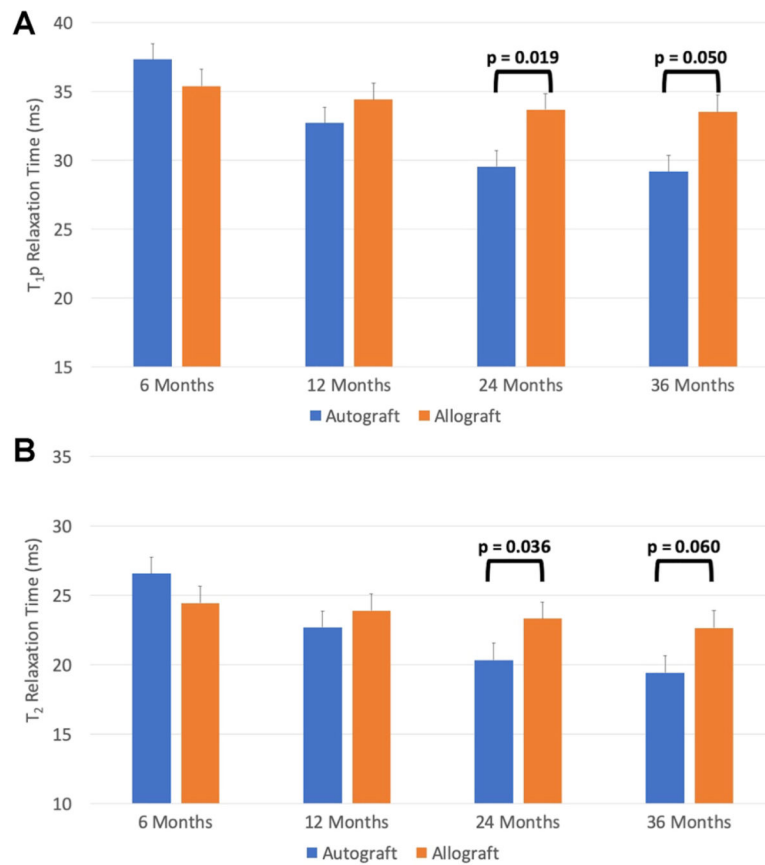 A
40
35
30
25
20
15
T1p Relaxation Time (ms)
p = 0.019
p = 0.050
6 Months
12 Months
24 Months
36 Months
Autograft
Allograft
B
35
30
25
20
15
10
T2 Relaxation Time (ms)
p = 0.036
p = 0.060
6 Months
12 Months
24 Months
36 Months
Autograft
Allograft